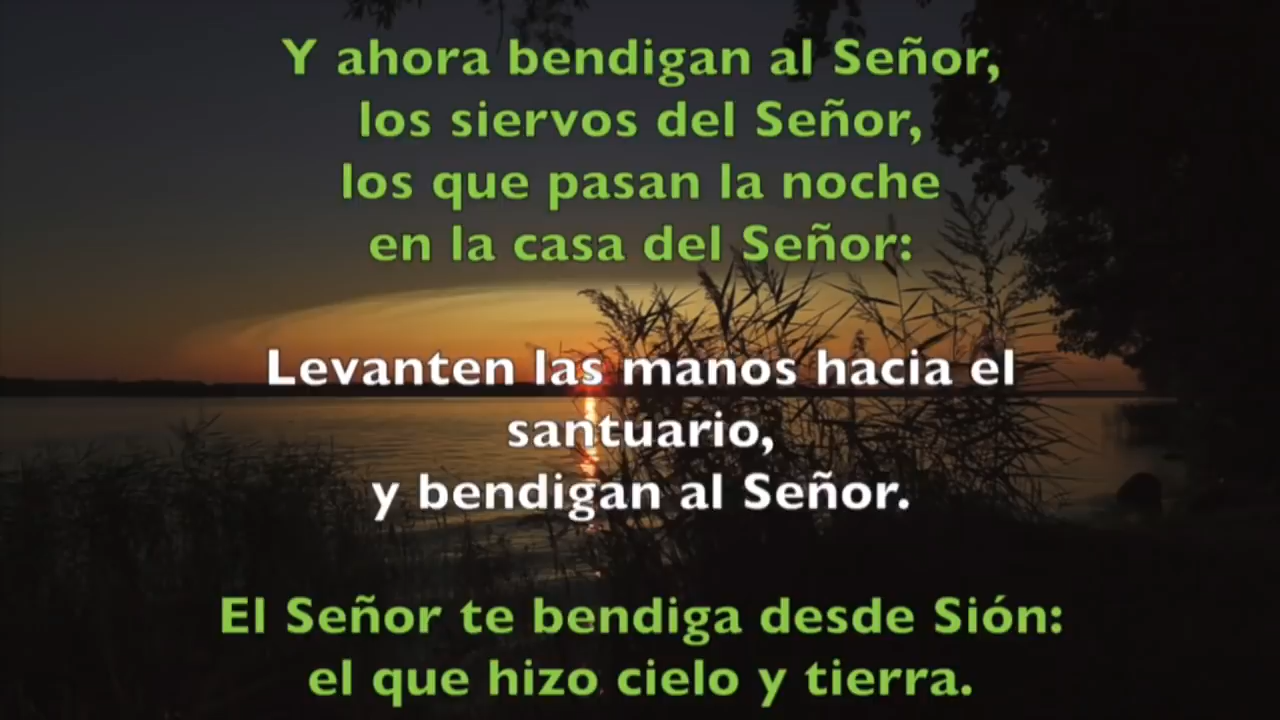 Y ahora bendigan al Señor,
los siervos del Señor,
los que pasan la noche
en la casa del Señor:
Levanten las manos hacia el
santuario,
y bendigan al Señor.
El Señor te bendiga desde Sión:
el que hizo cielo y tierra.